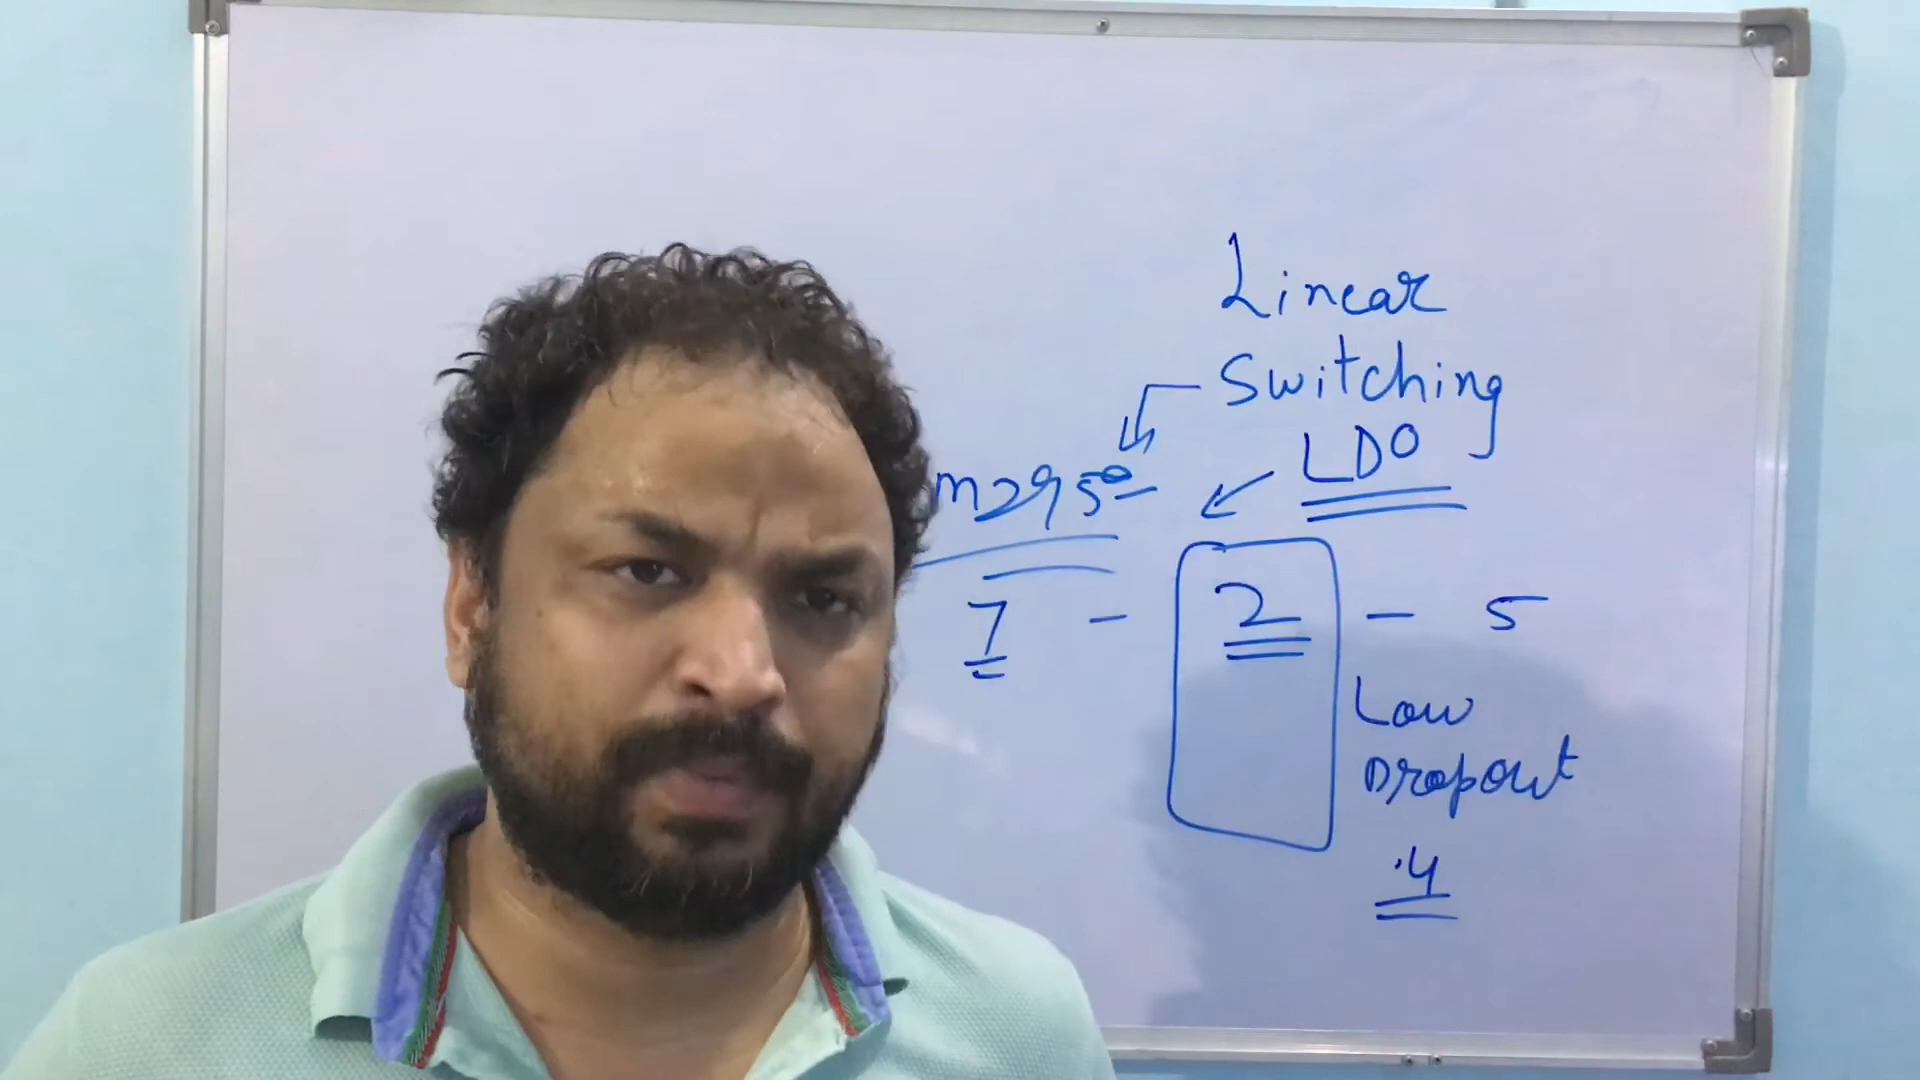 Linear
Switching
LDO
m2950-
7 - 2 - 5
Low
Dropout
.4